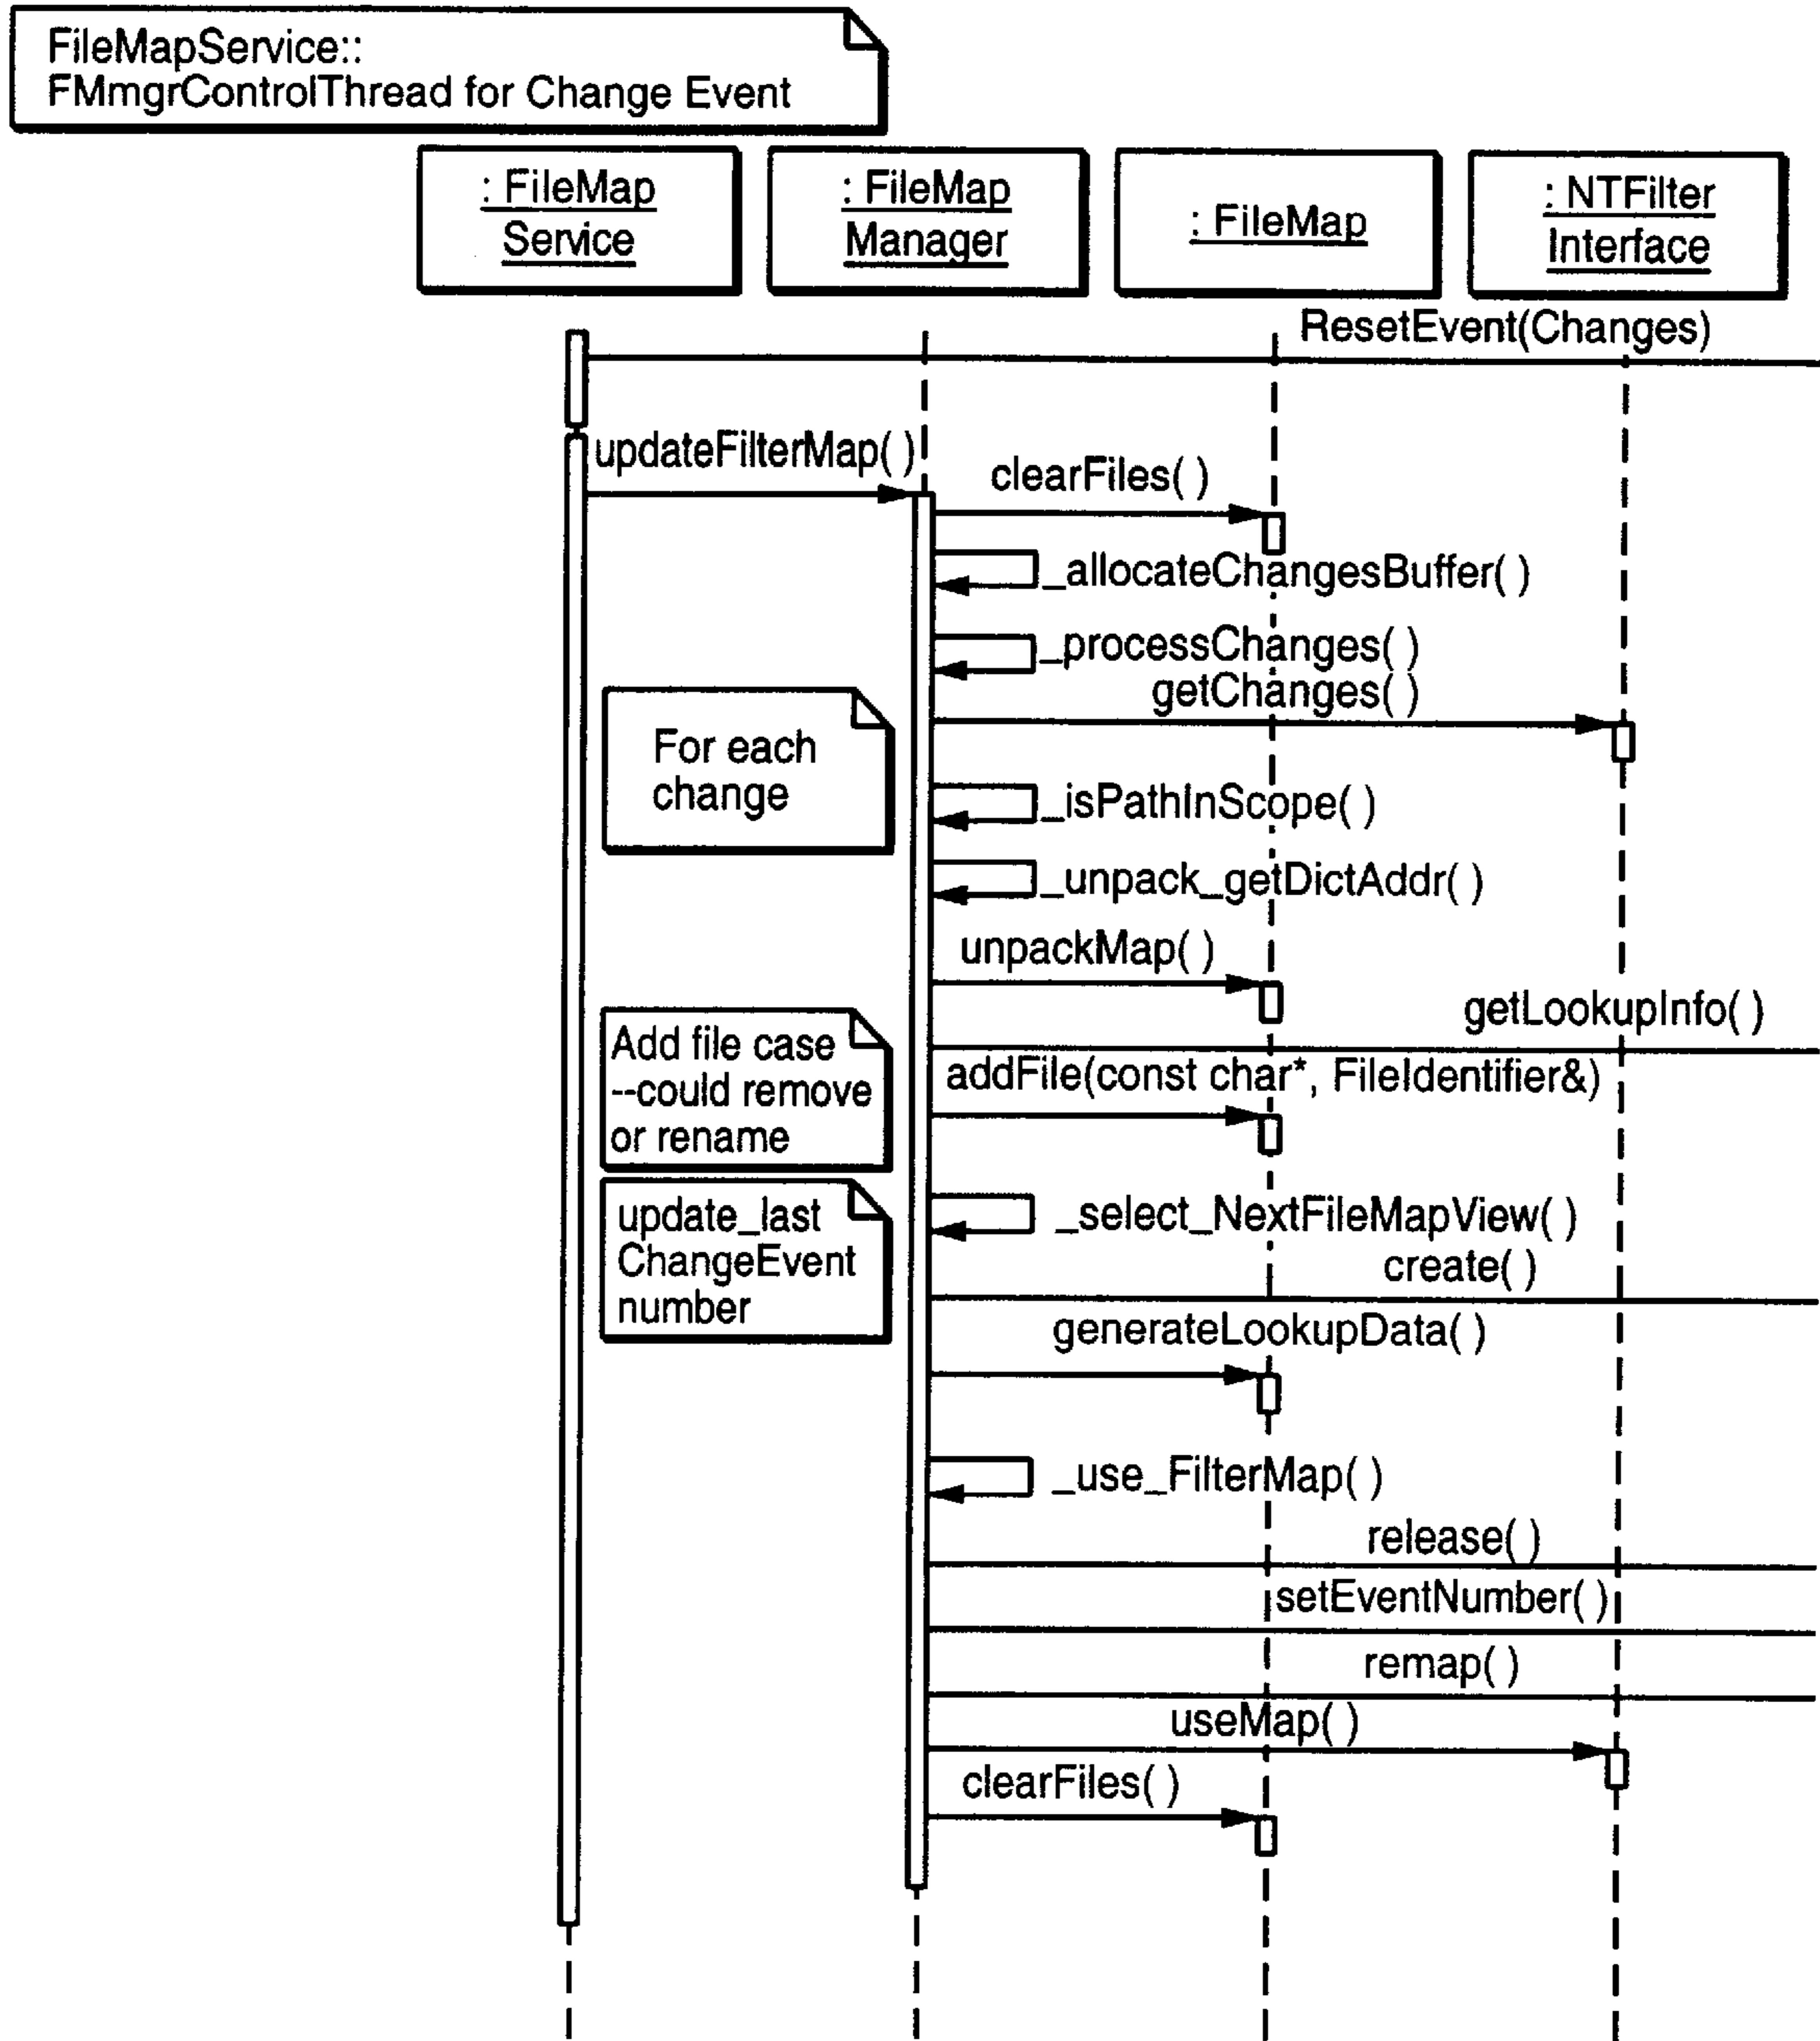 FileMapService::
FMmgrControlThread for Change Event
: FileMap
Service
: FileMap
Manager
: FileMap
: NTFilter
Interface
ResetEvent(Changes)
updateFilterMap( )
clearFiles( )
_allocateChangesBuffer( )
_processChanges( )
getChanges( )
For each
change
_isPathInScope( )
_unpack_getDictAddr( )
unpackMap( )
getLookupInfo( )
Add file case
--could remove
or rename
addFile(const char*, FileIdentifier&)
update_last
ChangeEvent
number
_select_NextFileMapView( )
create( )
generateLookupData( )
_use_FilterMap( )
release( )
setEventNumber( )
remap( )
useMap( )
clearFiles( )